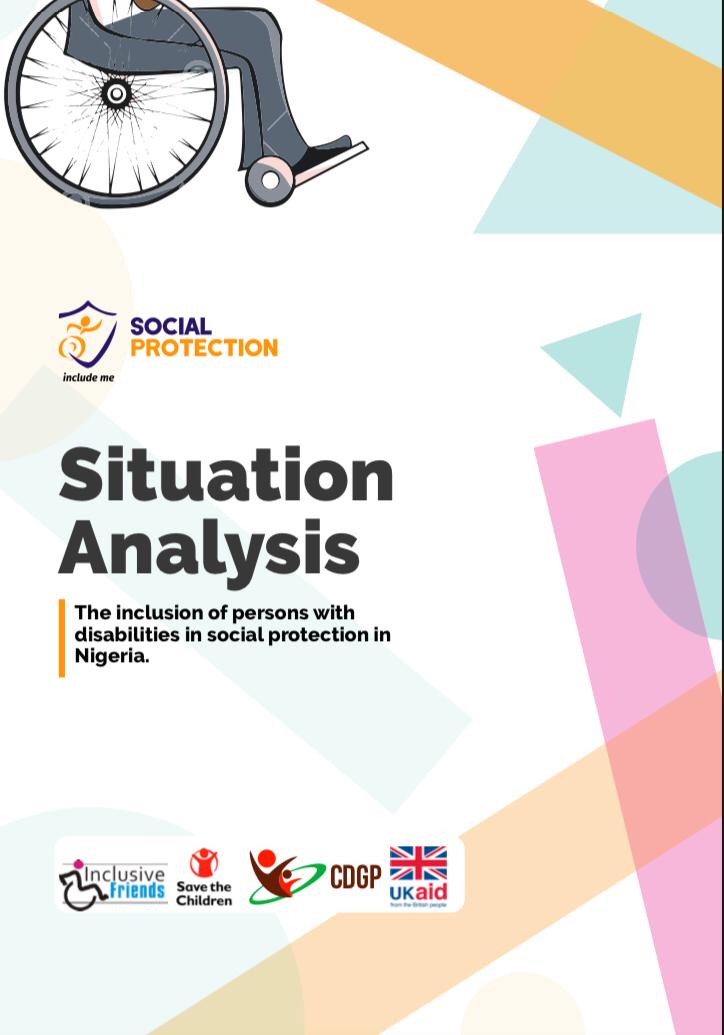 SOCIAL
PROTECTION
include me
Situation
Analysis
The inclusion of persons with
disabilities in social protection in
Nigeria.
Inclusive
Friends
Save the
Children
CDGP
UKaid
from the British people